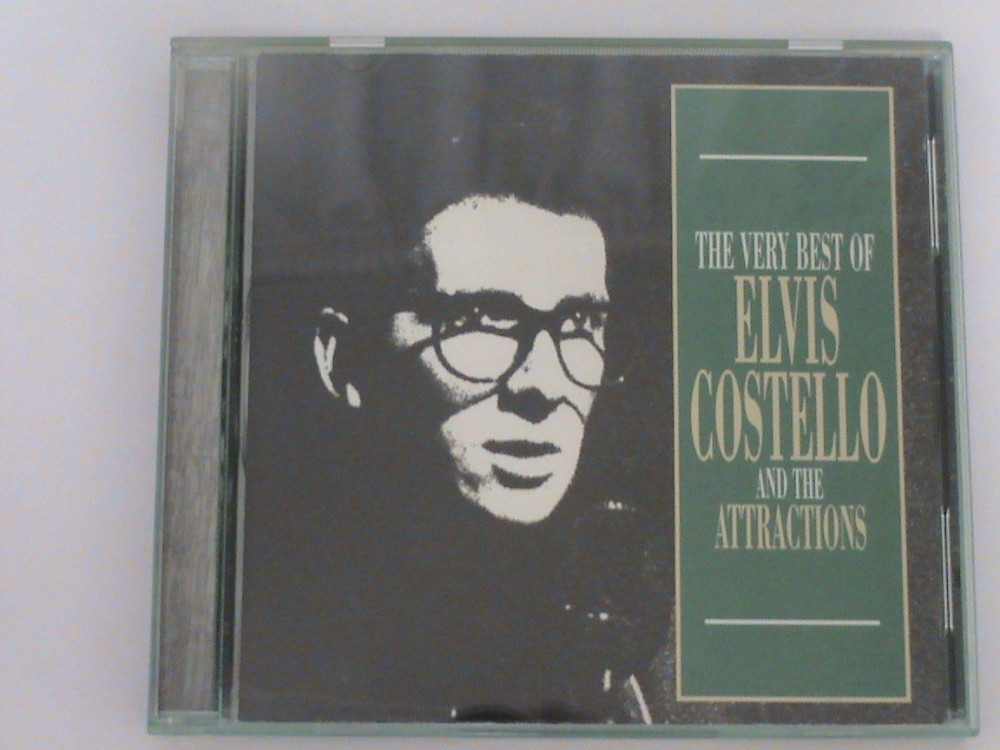 THE VERY BEST OF
ELVIS
COSTELLO
AND THE
ATTRACTIONS